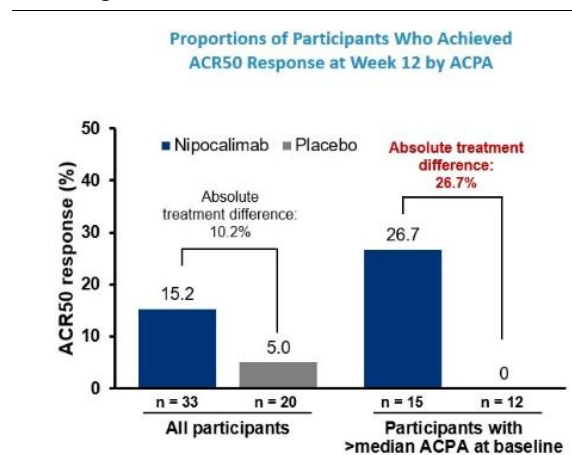 Proportions of Participants Who Achieved
ACR50 Response at Week 12 by ACPA
ACR50 response (%)
50
40
30
20
10
0
Nipocalimab
Placebo
Absolute
treatment difference:
10.2%
15.2
5.0
Absolute treatment
difference:
26.7%
26.7
0
n = 33
n = 20
n = 15
n = 12
All participants
Participants with
>median ACPA at baseline